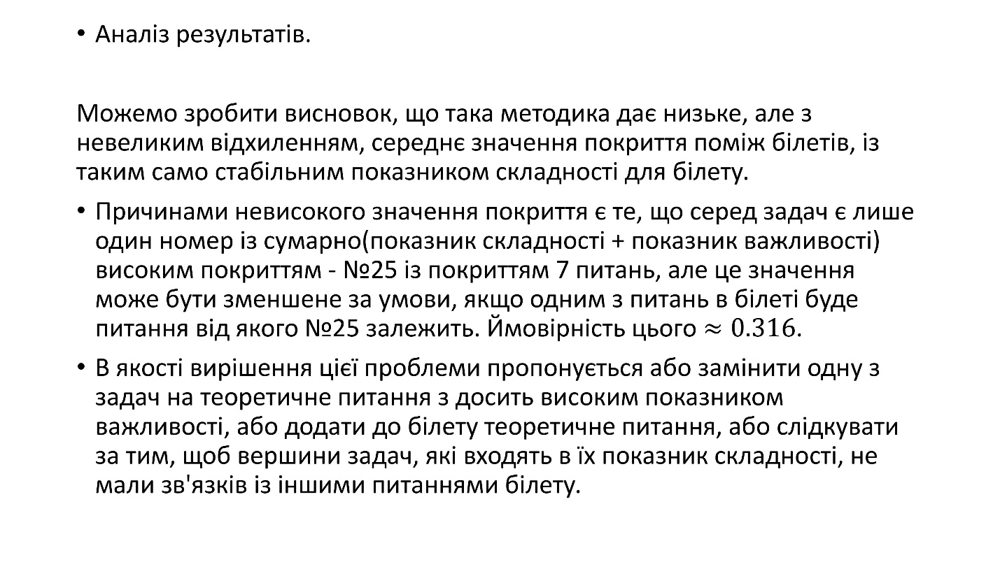 • Аналіз результатів.
Можемо зробити висновок, що така методика дає низьке, але з
невеликим відхиленням, середнє значення покриття поміж білетів, із
таким само стабільним показником складності для білету.
• Причинами невисокого значення покриття є те, що серед задач є лише
один номер із сумарно(показник складності + показник важливості)
високим покриттям - №25 із покриттям 7 питань, але це значення
може бути зменшене за умови, якщо одним з питань в білеті буде
питання від якого №25 залежить. Ймовірність цього ≈ 0.316.
• В якості вирішення цієї проблеми пропонується або замінити одну з
задач на теоретичне питання з досить високим показником
важливості, або додати до білету теоретичне питання, або слідкувати
за тим, щоб вершини задач, які входять в їх показник складності, не
мали зв'язків із іншими питаннями білету.